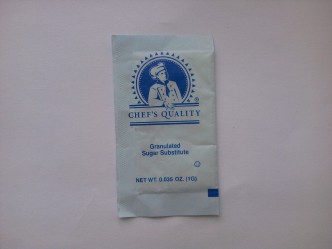 CHEF'S QUALITY
®
Granulated
Sugar Substitute
NET WT. 0.035 OZ. (1G)